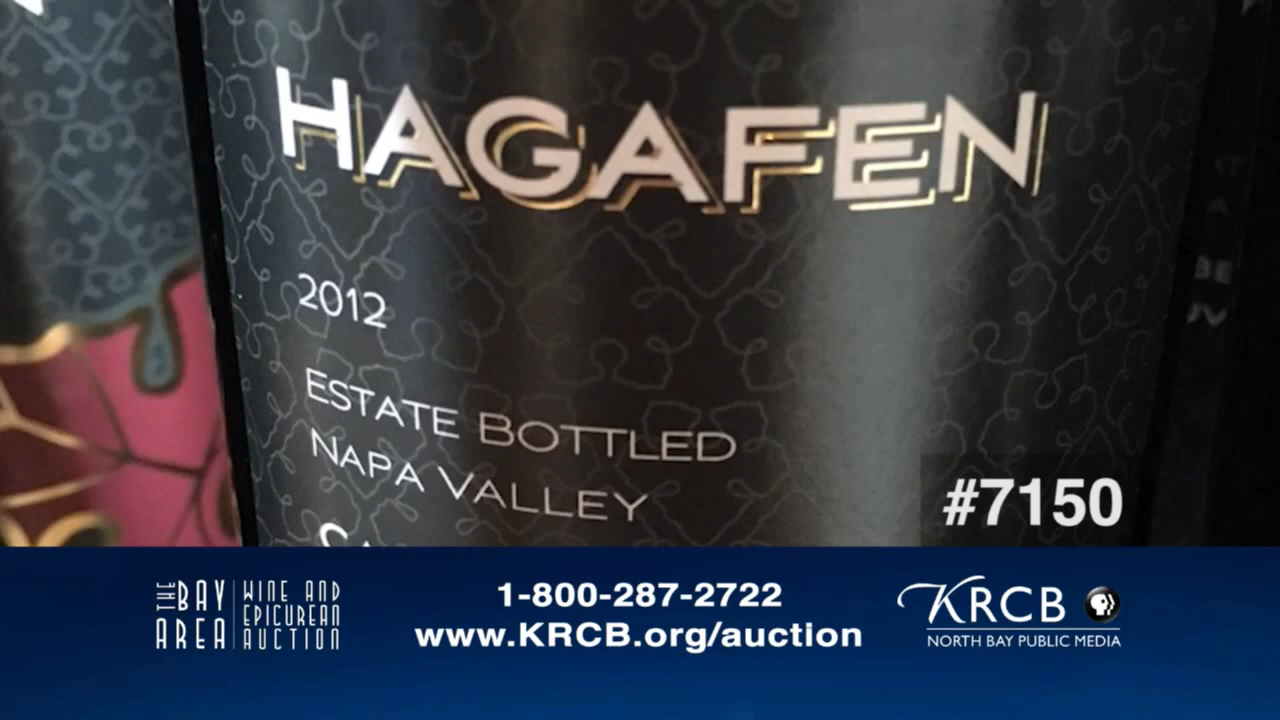 HAGAFEN
2012
ESTATE BOTTLED
NAPA VALLEY
#7150
THE BAY AREA
WINE AND
EPICUREAN
AUCTION
1-800-287-2722
www.KRCB.org/auction
KRCB
NORTH BAY PUBLIC MEDIA